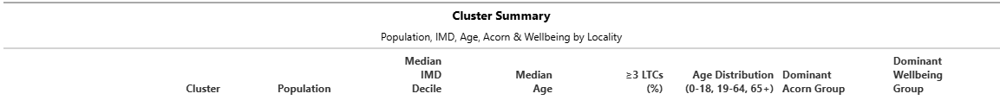 Cluster Summary
Population, IMD, Age, Acorn & Wellbeing by Locality
Cluster
Population
Median
IMD
Decile
Median
Age
≥3 LTCs
(%)
Age Distribution
(0-18, 19-64, 65+)
Dominant
Acorn Group
Dominant
Wellbeing
Group